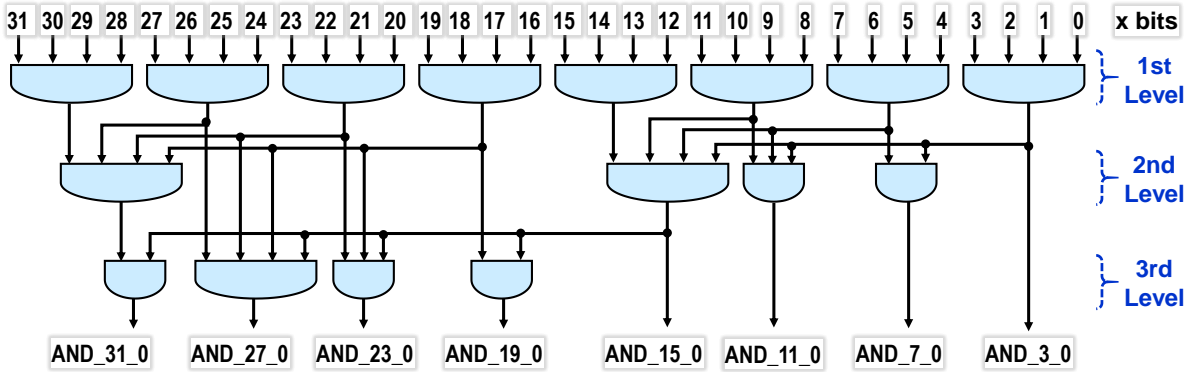 31 30 29 28 27 26 25 24 23 22 21 20 19 18 17 16 15 14 13 12 11 10 9 8 7 6 5 4 3 2 1 0 x bits
1st
Level
2nd
Level
3rd
Level
AND_31_0 AND_27_0 AND_23_0 AND_19_0 AND_15_0 AND_11_0 AND_7_0 AND_3_0